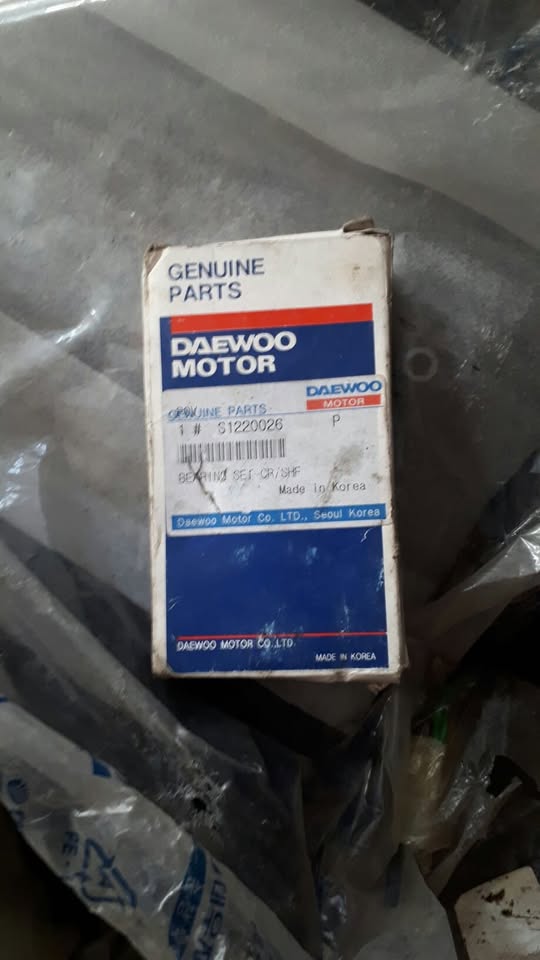 GENUINE
PARTS
DAEWOO
MOTOR
DAEWOO
MOTOR
GENUINE PARTS
1 # S1220026 P
BEARING SET-CR/SHF
Made in Korea
Daewoo Motor Co. LTD., Seoul Korea
DAEWOO MOTOR CO.,LTD.
MADE IN KOREA